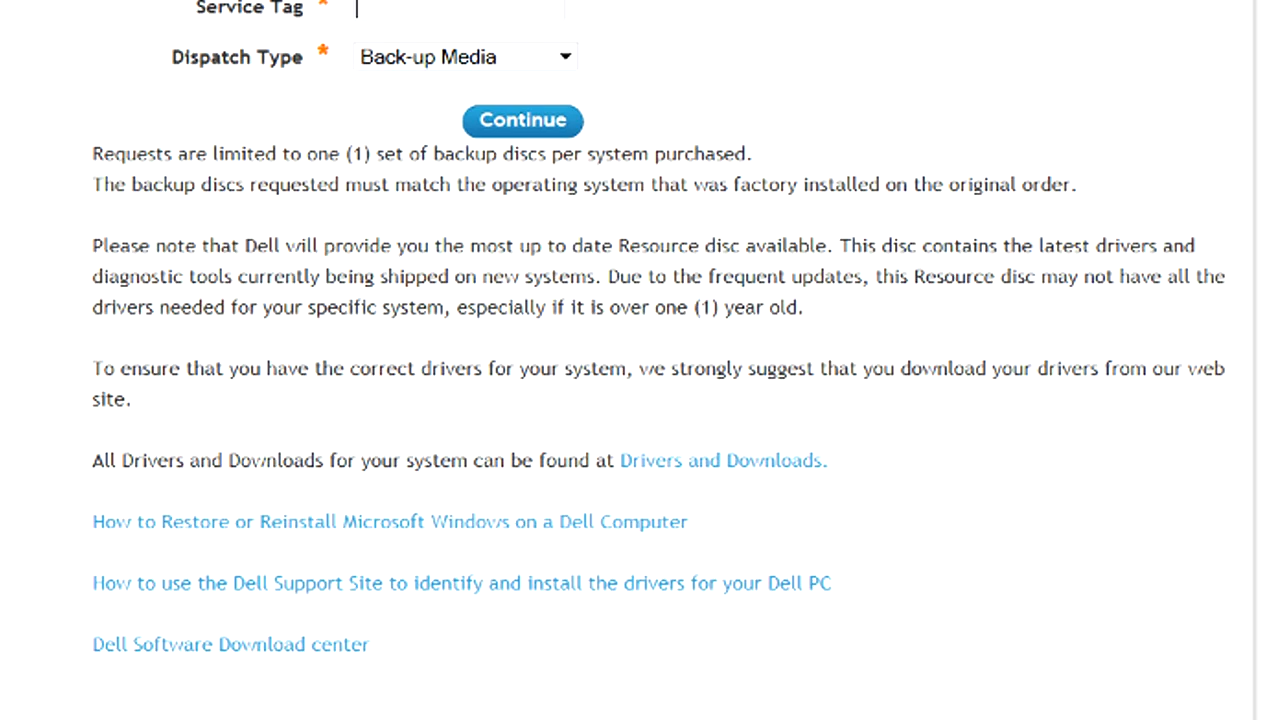 Service Tag *
Dispatch Type * Back-up Media
Continue
Requests are limited to one (1) set of backup discs per system purchased.
The backup discs requested must match the operating system that was factory installed on the original order.
Please note that Dell will provide you the most up to date Resource disc available. This disc contains the latest drivers and
diagnostic tools currently being shipped on new systems. Due to the frequent updates, this Resource disc may not have all the
drivers needed for your specific system, especially if it is over one (1) year old.
To ensure that you have the correct drivers for your system, we strongly suggest that you download your drivers from our web
site.
All Drivers and Downloads for your system can be found at Drivers and Downloads.
How to Restore or Reinstall Microsoft Windows on a Dell Computer
How to use the Dell Support Site to identify and install the drivers for your Dell PC
Dell Software Download center